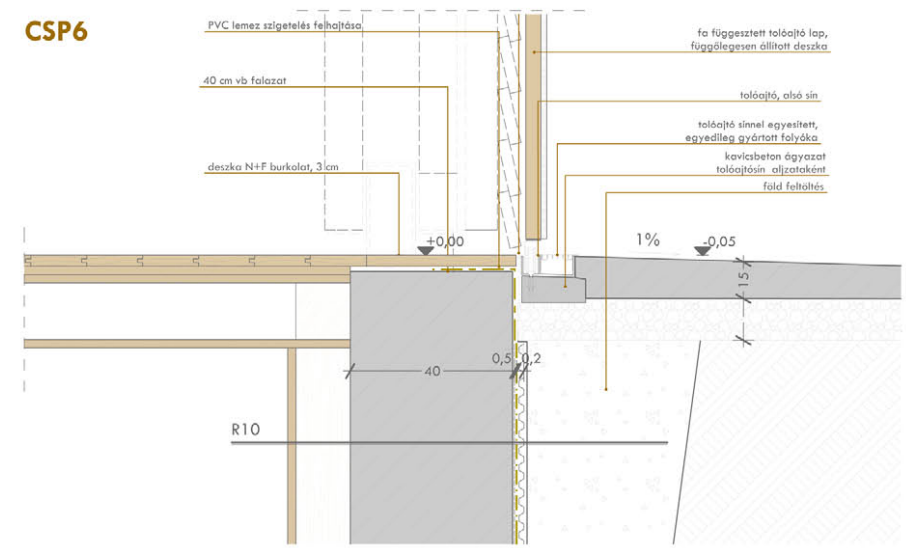 CSP6
PVC lemez szigetelés felhajtása
40 cm vb falazat
deszka N+F burkolat, 3 cm
fa függesztett tolóajtó lap,
függőlegesen állított deszka
tolóajtó, alsó sín
tolóajtó sínnel egyesített,
egyedileg gyártott folyóka
kavicsbeton ágyazat
tolóajtósín aljzataként
föld feltöltés
+0,00
1%
-0,05
15
0,5
0,2
40
R10